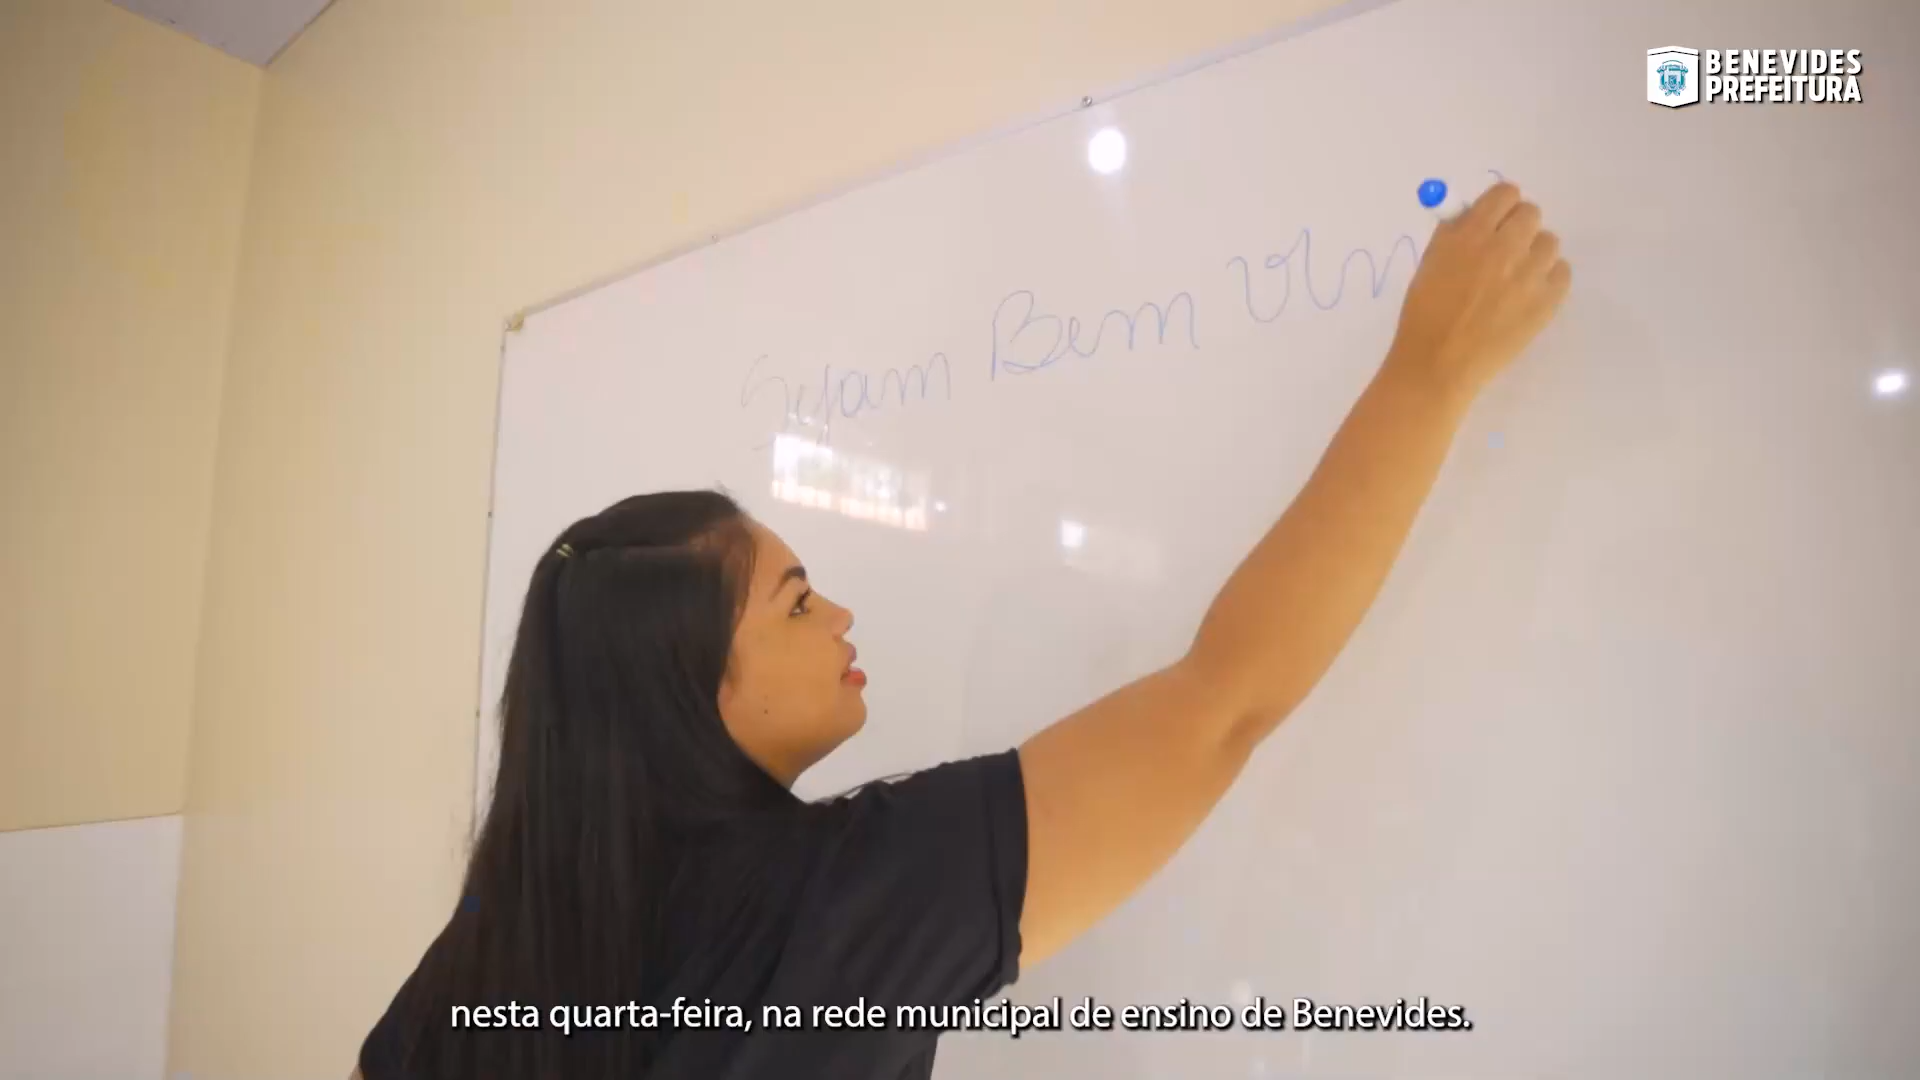 BENEVIDES
PREFEITURA
Sejam Bem Vin
nesta quarta-feira, na rede municipal de ensino de Benevides.